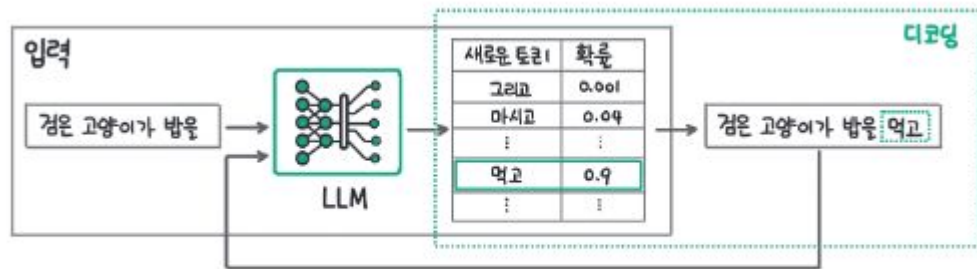 입력
디코딩
검은 고양이가 밥을
LLM
새로운 토큰 확률
그리고 0.001
마시고 0.04
⋮ ⋮
먹고 0.9
⋮ ⋮
검은 고양이가 밥을 먹고